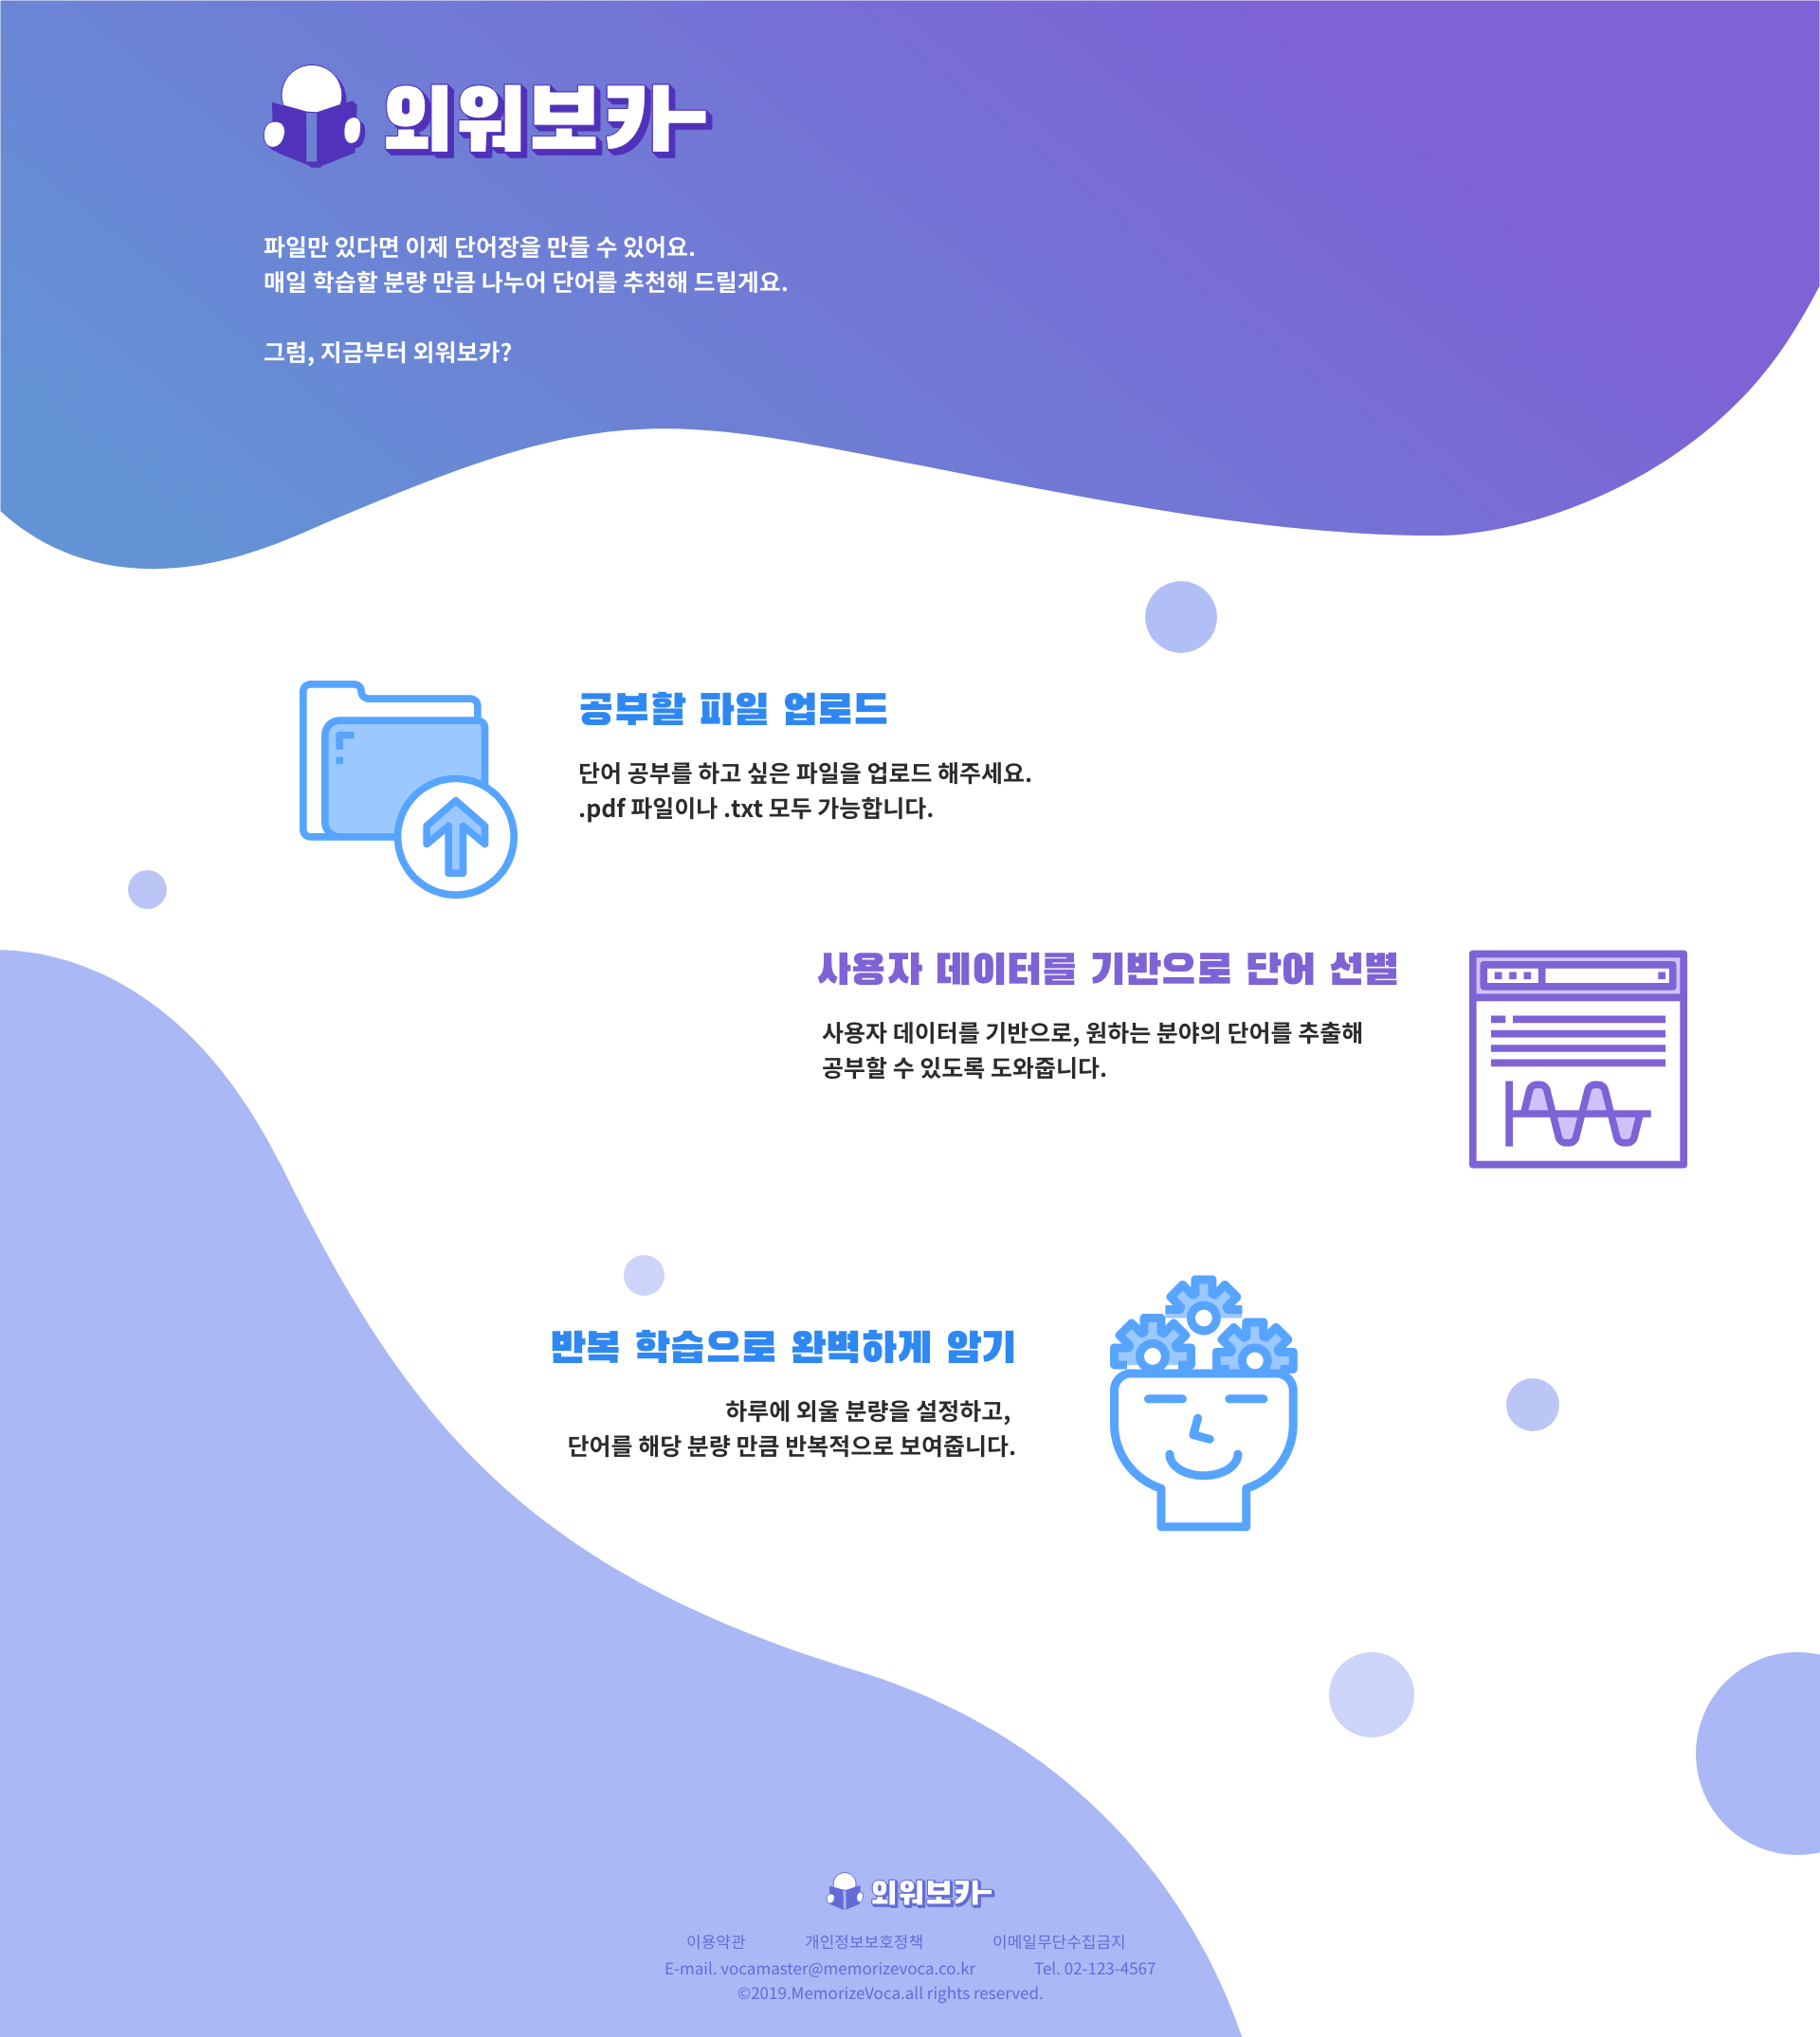 외워보카
파일만 있다면 이제 단어장을 만들 수 있어요.
매일 학습할 분량 만큼 나누어 단어를 추천해 드릴게요.
그럼, 지금부터 외워보카?
공부할 파일 업로드
단어 공부를 하고 싶은 파일을 업로드 해주세요.
.pdf 파일이나 .txt 모두 가능합니다.
사용자 데이터를 기반으로 단어 선별
사용자 데이터를 기반으로, 원하는 분야의 단어를 추출해
공부할 수 있도록 도와줍니다.
반복 학습으로 완벽하게 암기
하루에 외울 분량을 설정하고,
단어를 해당 분량 만큼 반복적으로 보여줍니다.
외워보카
이용약관 개인정보보호정책 이메일무단수집금지
E-mail. vocamaster@memorizevoca.co.kr Tel. 02-123-4567
©2019.MemorizeVoca.all rights reserved.